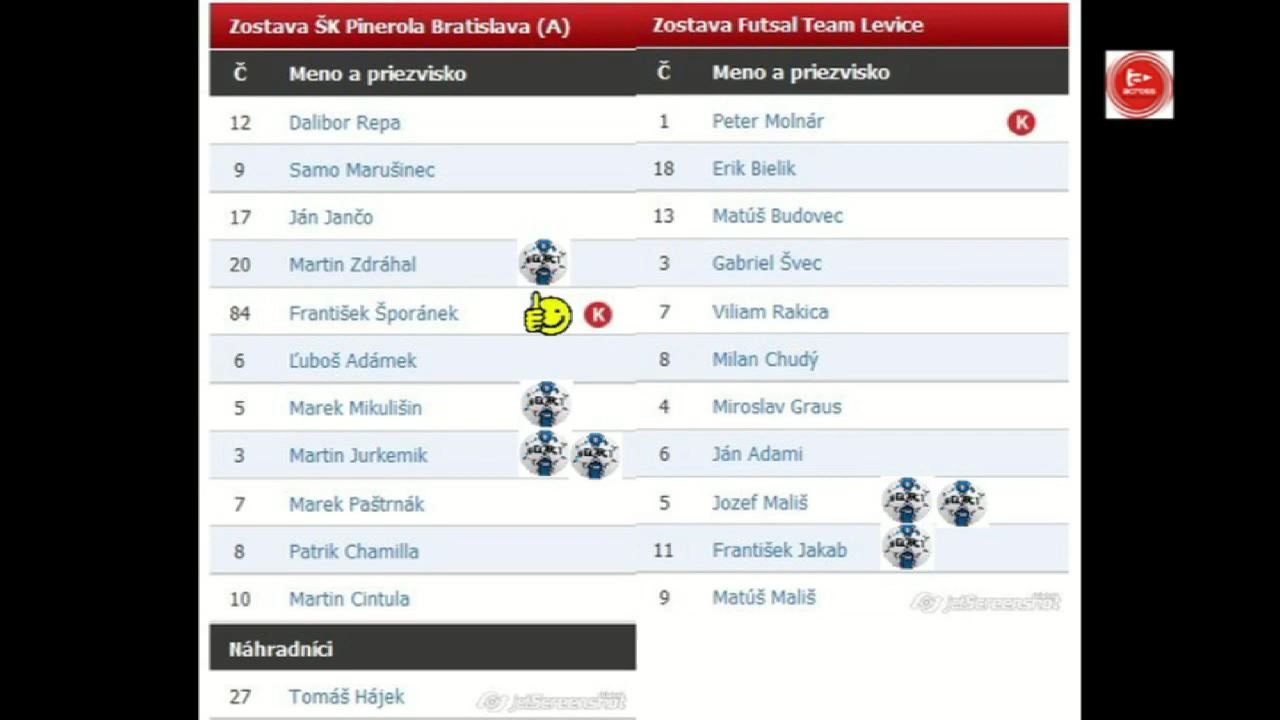 Zostava ŠK Pinerola Bratislava (A)
Č Meno a priezvisko
12 Dalibor Repa
9 Samo Marušinec
17 Ján Jančo
20 Martin Zdráhal
84 František Šporánek K
6 Ľuboš Adámek
5 Marek Mikulišin
3 Martin Jurkemik
7 Marek Paštrnák
8 Patrik Chamilla
10 Martin Cintula
Náhradníci
27 Tomáš Hájek
jetScreenshot
Zostava Futsal Team Levice
Č Meno a priezvisko
1 Peter Molnár K
18 Erik Bielik
13 Matúš Budovec
3 Gabriel Švec
7 Viliam Rakica
8 Milan Chudý
4 Miroslav Graus
6 Ján Adami
5 Jozef Mališ
11 František Jakab
9 Matúš Mališ
jetScreenshot
across